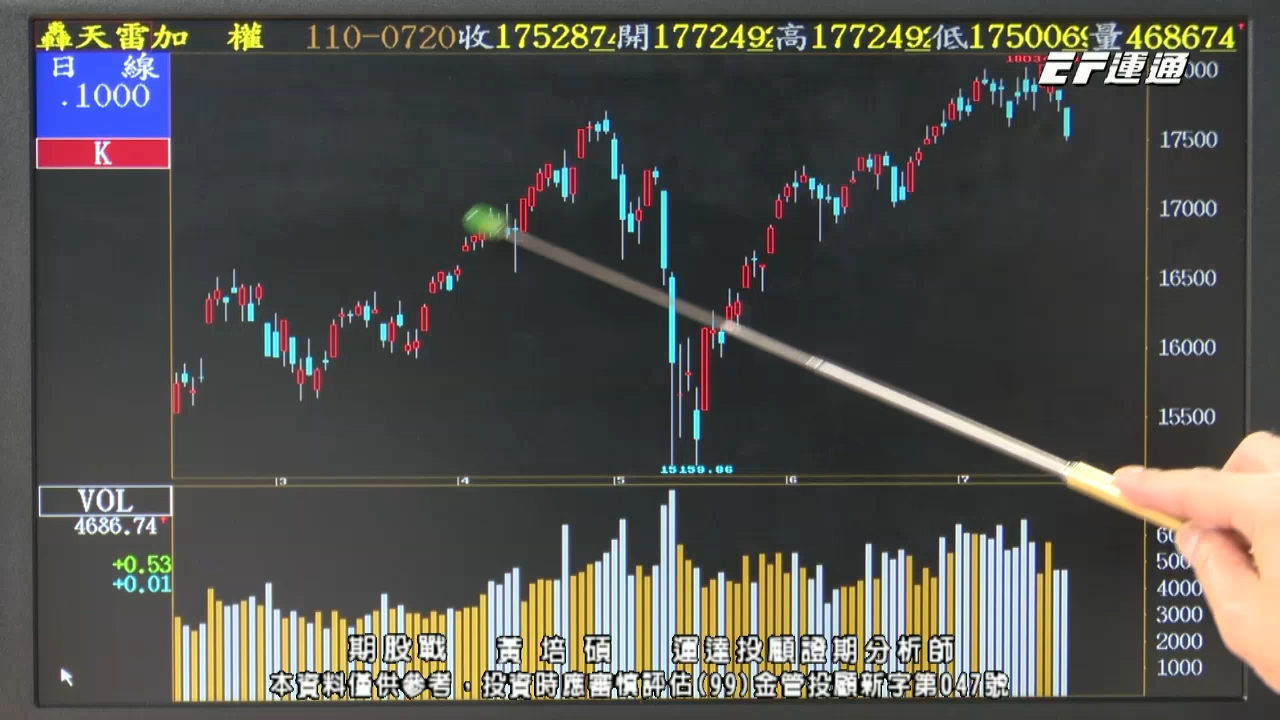 轟天雷加 權 110-0720收1752874開1772492高1772492低1750069量468674
日 線
.1000
K
EF運通
17500
17000
16500
16000
15500
15159.86
3 4 5 6 7
VOL
4686.74
+0.53
+0.01
5000
4000
3000
2000
1000
期股戰 黃培碩 運達投顧證期分析師
本資料僅供參考，投資時應審慎評估(99)金管投顧新字第047號